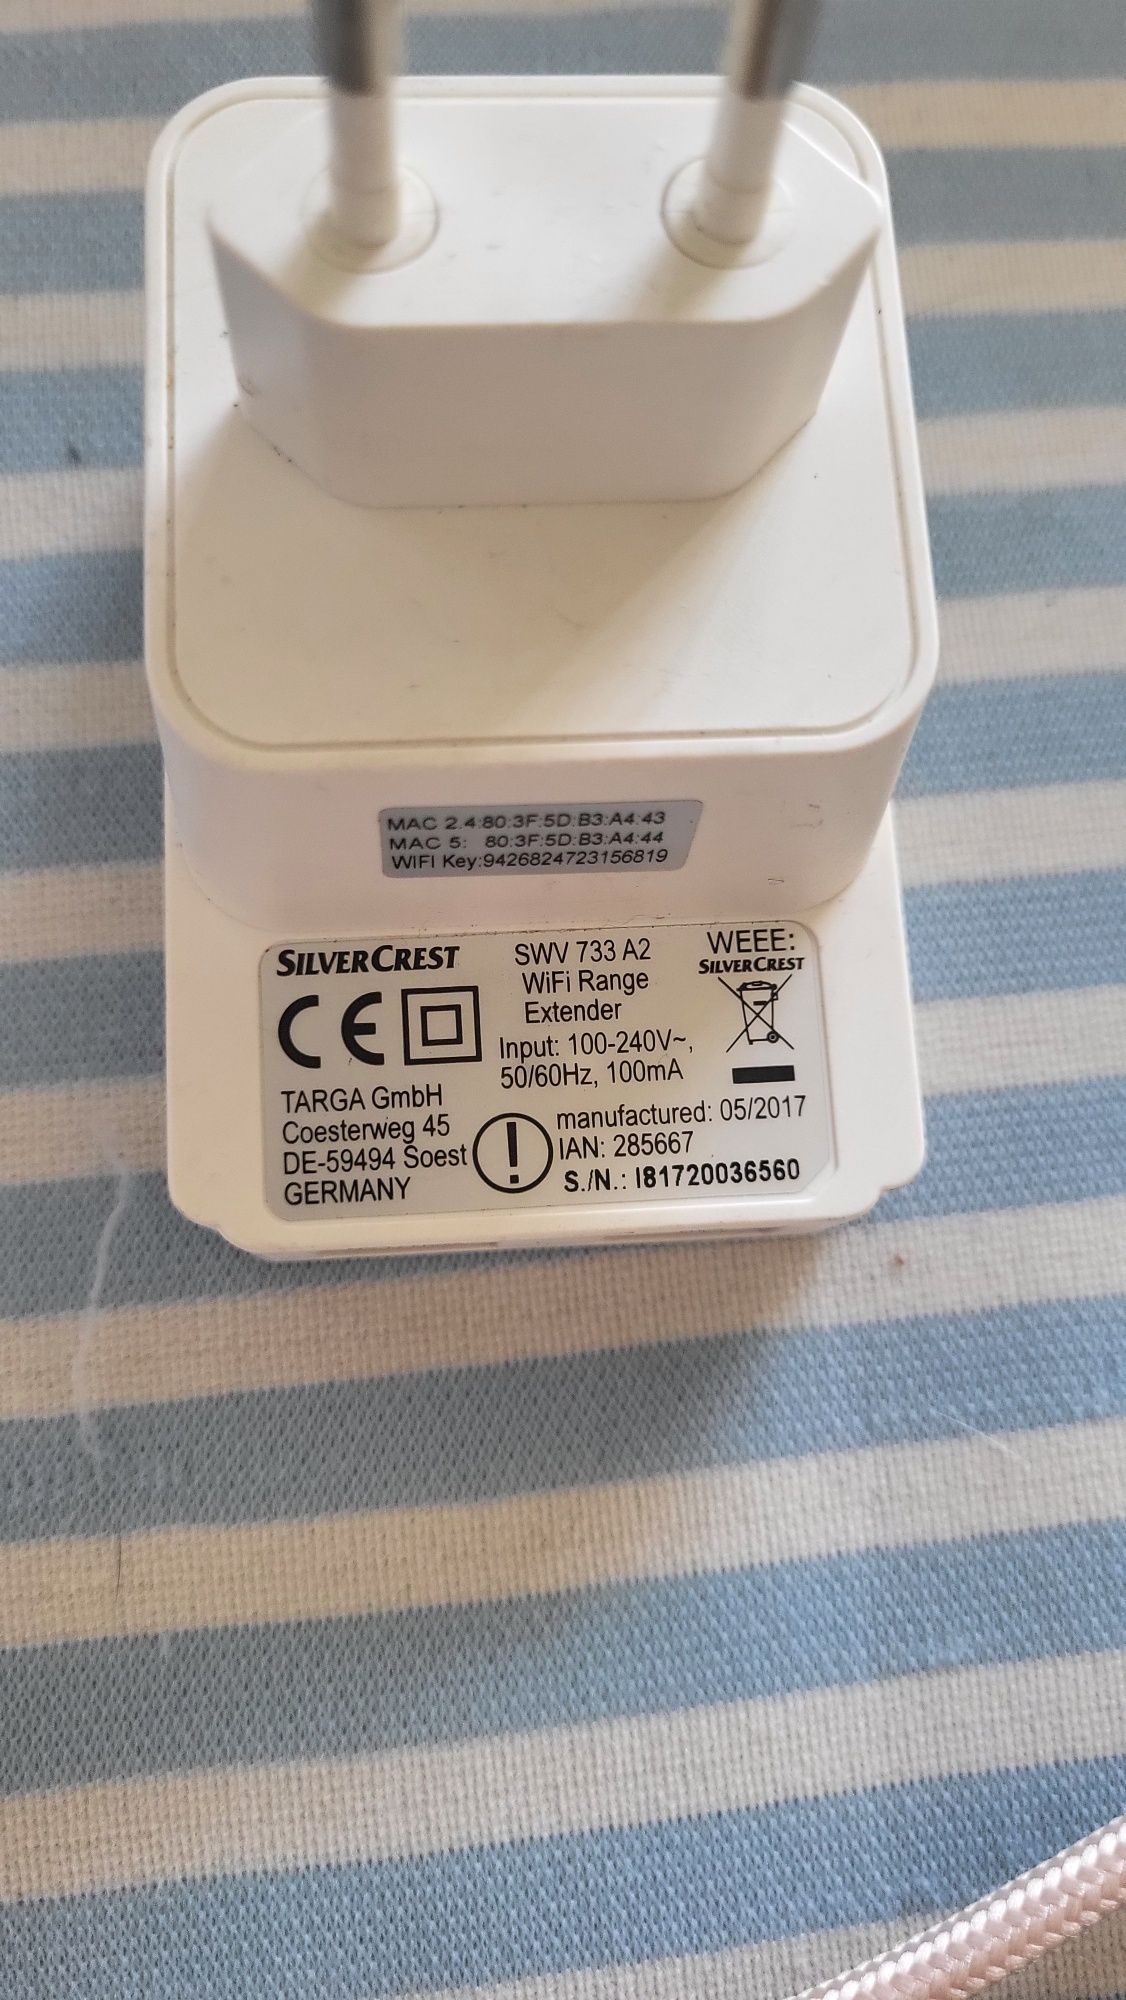 MAC 2.4:80:3F:5D:B3:A4:43
MAC 5: 80:3F:5D:B3:A4:44
WIFI Key:9426824723156819
SILVERCREST
CE
TARGA GmbH
Coesterweg 45
DE-59494 Soest
GERMANY
SWV 733 A2
WiFi Range
Extender
Input: 100-240V~,
50/60Hz, 100mA
WEEE:
SILVERCREST
!
manufactured: 05/2017
IAN: 285667
S./N.: I81720036560